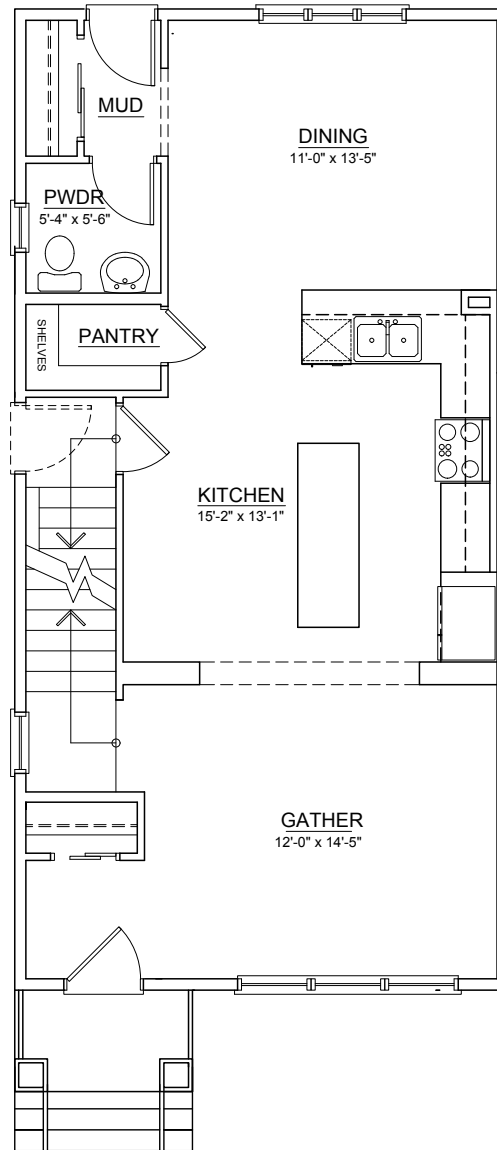 MUD
DINING
11'-0" x 13'-5"
PWDR
5'-4" x 5'-6"
SHELVES
PANTRY
KITCHEN
15'-2" x 13'-1"
GATHER
12'-0" x 14'-5"